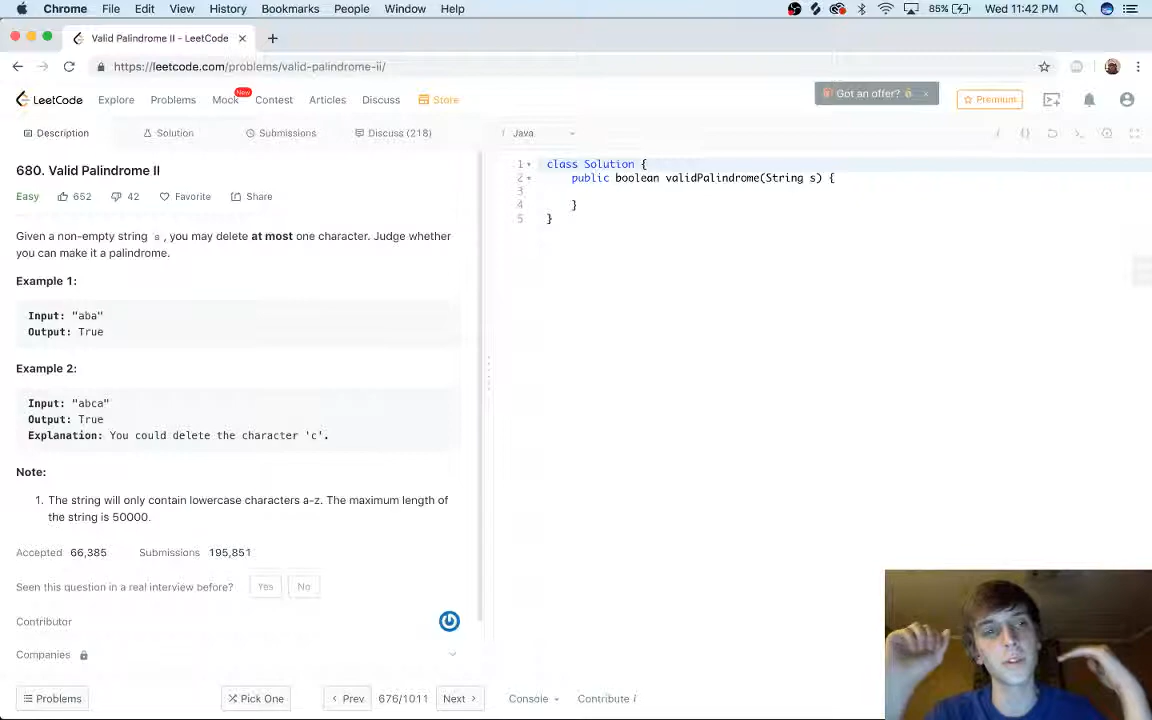 Chrome File Edit View History Bookmarks People Window Help 85% Wed 11:42 PM
Valid Palindrome II - LeetCode
https://leetcode.com/problems/valid-palindrome-ii/
LeetCode Explore Problems Mock New Contest Articles Discuss Store Got an offer? × Premium
Description Solution Submissions Discuss (218) i Java
680. Valid Palindrome II
Easy 652 42 Favorite Share
Given a non-empty string s , you may delete at most one character. Judge whether
you can make it a palindrome.
Example 1:
Input: "aba"
Output: True
Example 2:
Input: "abca"
Output: True
Explanation: You could delete the character 'c'.
Note:
1. The string will only contain lowercase characters a-z. The maximum length of
the string is 50000.
Accepted 66,385 Submissions 195,851
Seen this question in a real interview before? Yes No
Contributor
Companies
Problems Pick One Prev 676/1011 Next
1 class Solution {
2 public boolean validPalindrome(String s) {
3
4 }
5 }
Console Contribute i